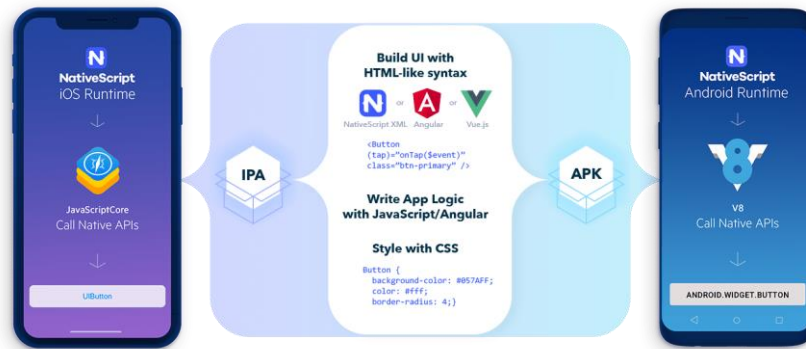 NativeScript
iOS Runtime
JavaScriptCore
Call Native APIs
UIButton
IPA
Build UI with
HTML-like syntax
N or or
NativeScript XML Angular Vue.js
<Button
(tap)="onTap($event)"
class="btn-primary" />
Write App Logic
with JavaScript/Angular
Style with CSS
Button {
background-color: #057AFF;
color: #fff;
border-radius: 4;}
APK
N
NativeScript
Android Runtime
V8
V8
Call Native APIs
ANDROID.WIDGET.BUTTON